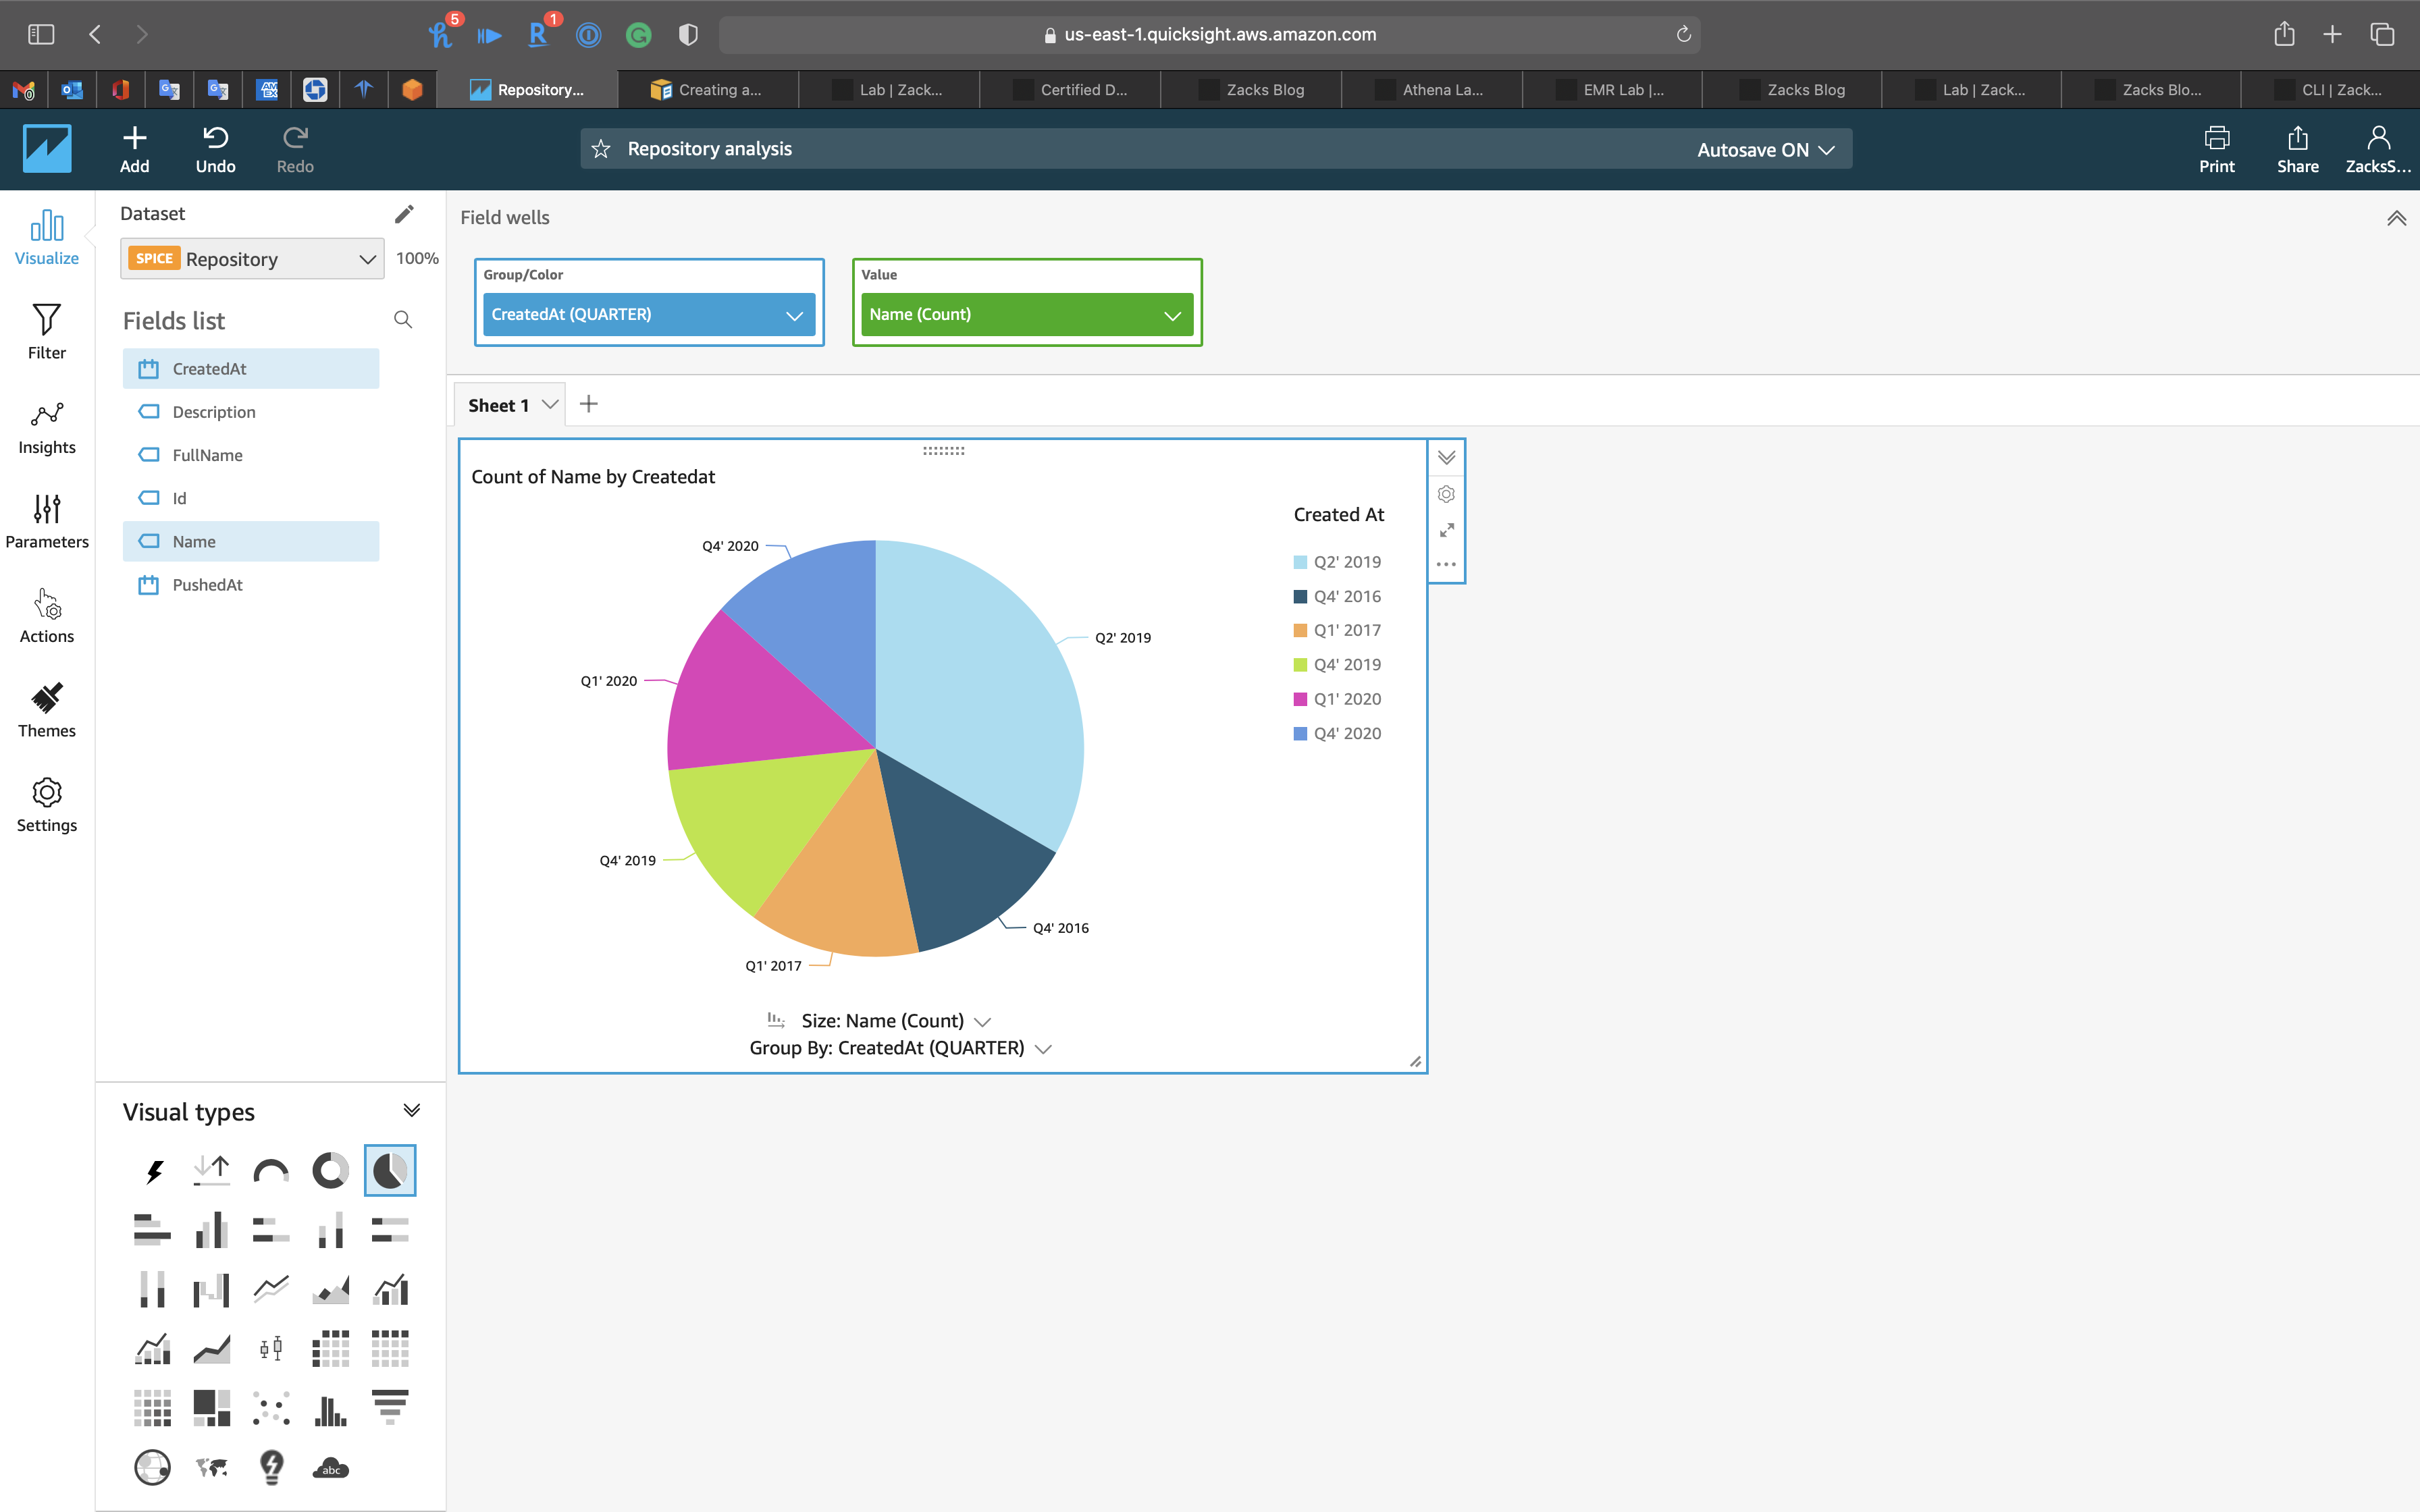 5
1
us-east-1.quicksight.aws.amazon.com
0
AM
EX
Repository...
Creating a...
Lab | Zack...
Certified D...
Zacks Blog
Athena La...
EMR Lab |...
Zacks Blog
Lab | Zack...
Zacks Blo...
CLI | Zack...
Add
Undo
Redo
Repository analysis
Autosave ON
Print
Share
ZacksS...
Visualize
Filter
Insights
Parameters
Actions
Themes
Settings
Dataset
SPICE Repository
100%
Fields list
CreatedAt
Description
FullName
Id
Name
PushedAt
Field wells
Group/Color
CreatedAt (QUARTER)
Value
Name (Count)
Sheet 1
Count of Name by Createdat
Q4' 2020
Q2' 2019
Q1' 2020
Q4' 2019
Q4' 2016
Q1' 2017
Created At
Q2' 2019
Q4' 2016
Q1' 2017
Q4' 2019
Q1' 2020
Q4' 2020
Size: Name (Count)
Group By: CreatedAt (QUARTER)
Visual types
abc